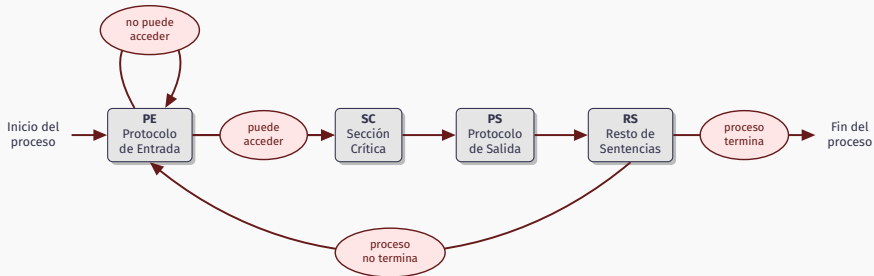 no puede
acceder
Inicio del
proceso
PE
Protocolo
de Entrada
puede
acceder
SC
Sección
Crítica
PS
Protocolo
de Salida
RS
Resto de
Sentencias
proceso
termina
Fin del
proceso
proceso
no termina